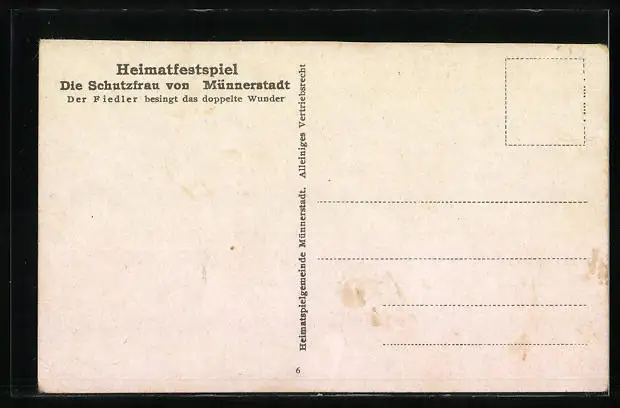 Heimatfestspiel
Die Schutzfrau von Münnerstadt
Der Fiedler besingt das doppelte Wunder
Heimatspielgemeinde Münnerstadt. Alleiniges Vertriebsrecht
6